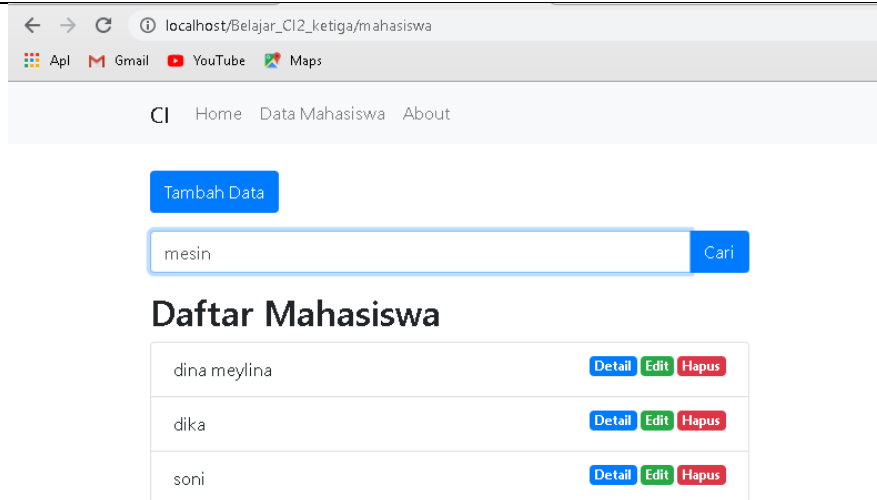 localhost/Belajar_CI2_ketiga/mahasiswa
Apl Gmail YouTube Maps
CI Home Data Mahasiswa About
Tambah Data
mesin Cari
Daftar Mahasiswa
dina meylina Detail Edit Hapus
dika Detail Edit Hapus
soni Detail Edit Hapus